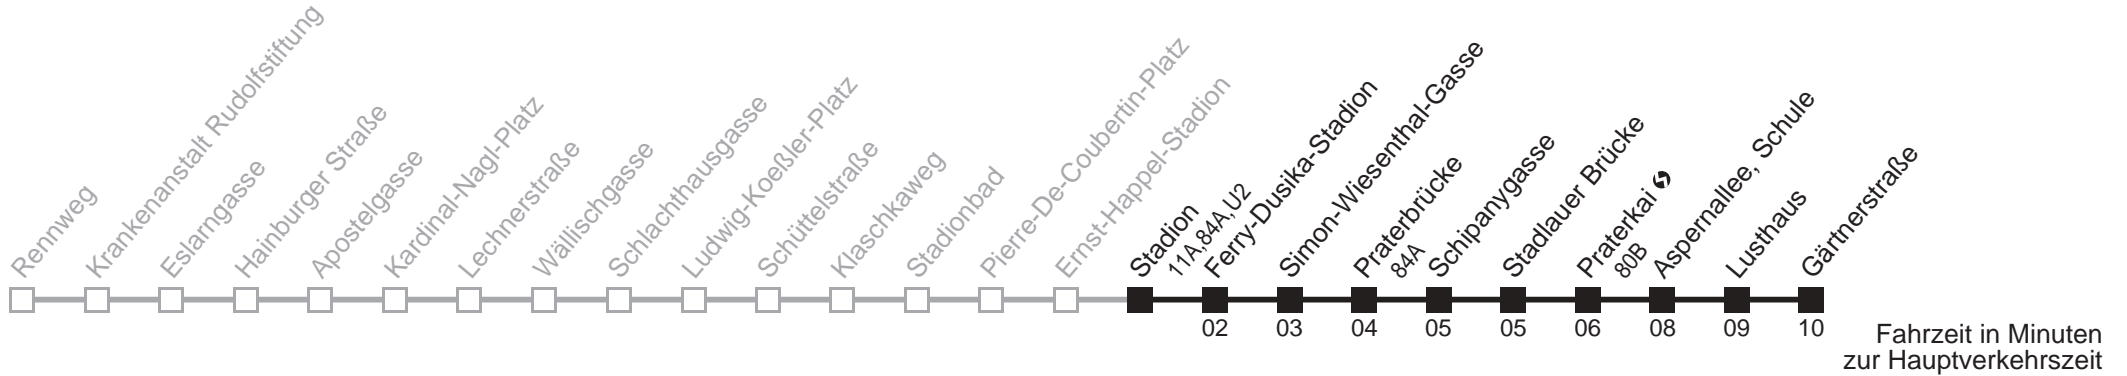 Rennweg
Krankenanstalt Rudolfstiftung
Eslarngasse
Hainburger Straße
Apostelgasse
Kardinal-Nagl-Platz
Lechnerstraße
Wällischgasse
Schlachthausgasse
Ludwig-Koeßler-Platz
Schüttelstraße
Klaschkaweg
Stadionbad
Pierre-De-Coubertin-Platz
Ernst-Happel-Stadion
Stadion
11A,84A,U2
Ferry-Dusika-Stadion
Simon-Wiesenthal-Gasse
Praterbrücke
84A
Schipanygasse
Stadlauer Brücke
Praterkai
80B
Aspernallee, Schule
Lusthaus
Gärtnerstraße
02 03 04 05 05 06 08 09 10
Fahrzeit in Minuten
zur Hauptverkehrszeit